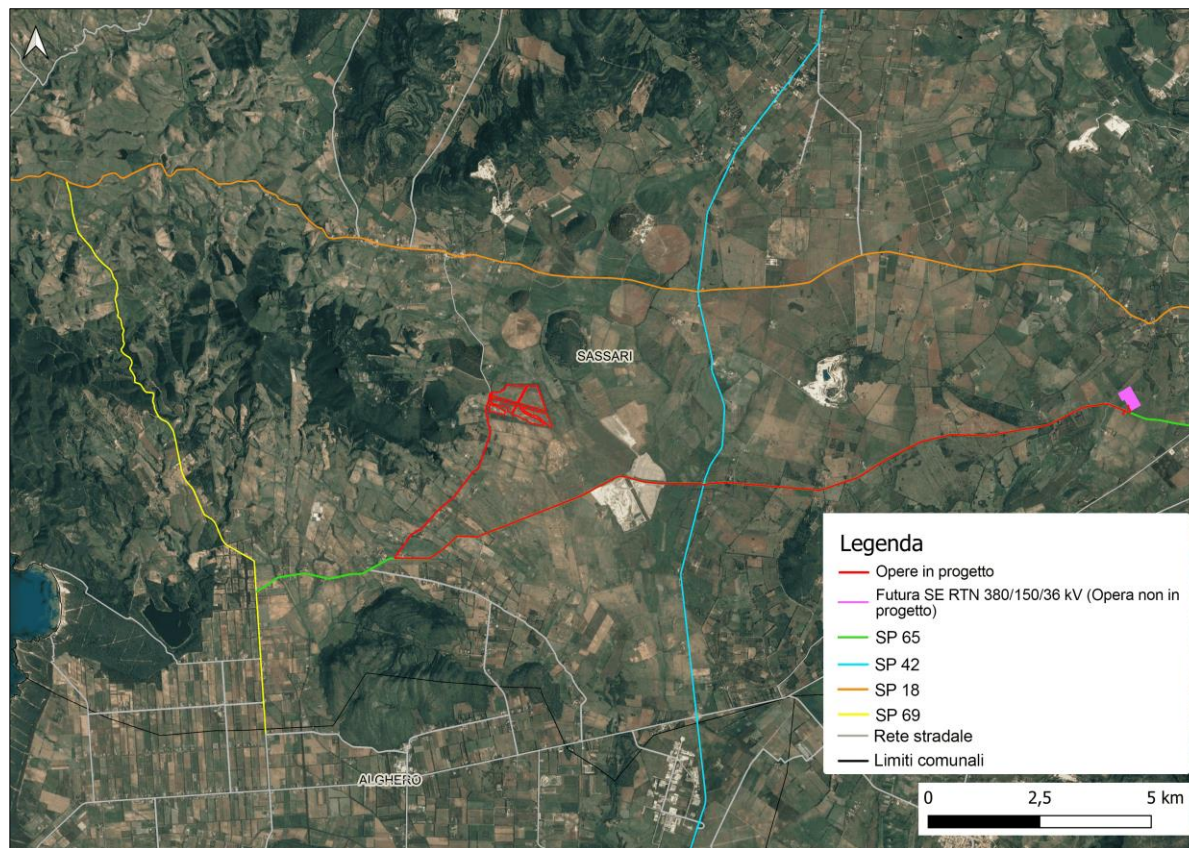 SASSARI
ALGHERO
Legenda
Opere in progetto
Futura SE RTN 380/150/36 kV (Opera non in
progetto)
SP 65
SP 42
SP 18
SP 69
Rete stradale
Limiti comunali
0 2,5 5 km